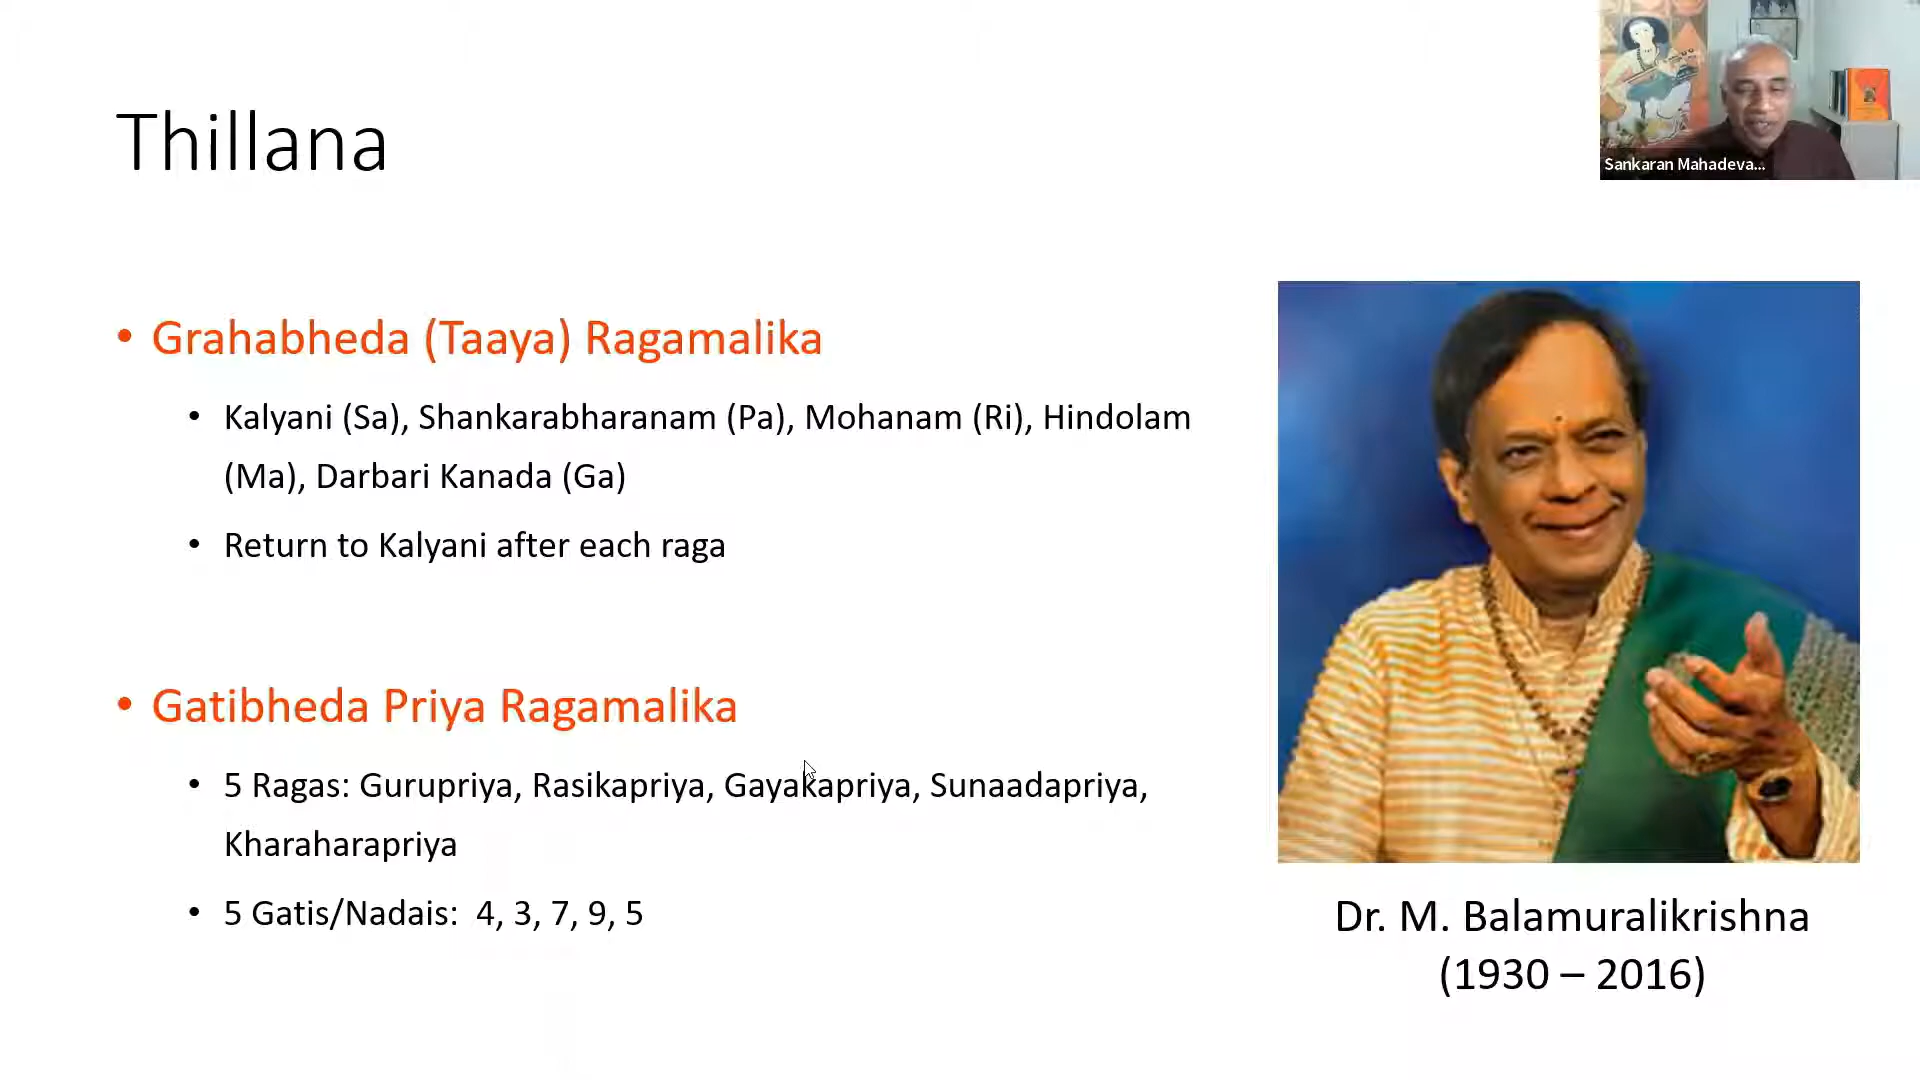 Thillana
Sankaran Mahadeva...
• Grahabheda (Taaya) Ragamalika
• Kalyani (Sa), Shankarabharanam (Pa), Mohanam (Ri), Hindolam
(Ma), Darbari Kanada (Ga)
• Return to Kalyani after each raga
• Gatibheda Priya Ragamalika
• 5 Ragas: Gurupriya, Rasikapriya, Gayakapriya, Sunaadapriya,
Kharaharapriya
• 5 Gatis/Nadais: 4, 3, 7, 9, 5
Dr. M. Balamuralikrishna
(1930 – 2016)